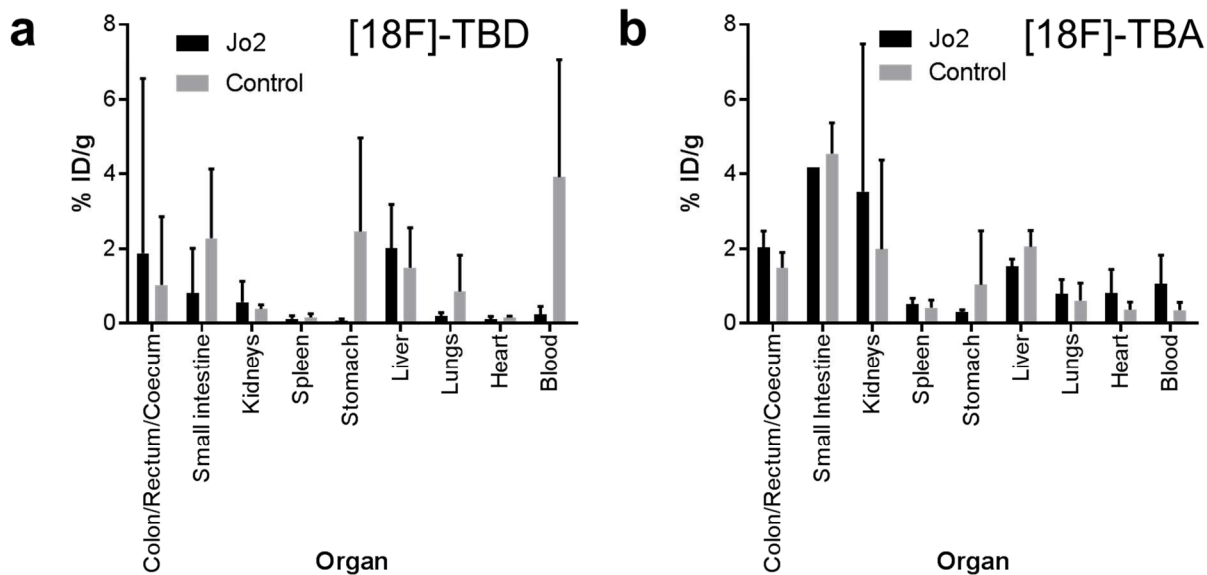 a
[18F]-TBD
Jo2
Control
8
6
4
2
0
% ID/g
Colon/Rectum/Coecum
Small intestine
Kidneys
Spleen
Stomach
Liver
Lungs
Heart
Blood
Organ
b
[18F]-TBA
Jo2
Control
8
6
4
2
0
% ID/g
Colon/Rectum/Coecum
Small Intestine
Kidneys
Spleen
Stomach
Liver
Lungs
Heart
Blood
Organ